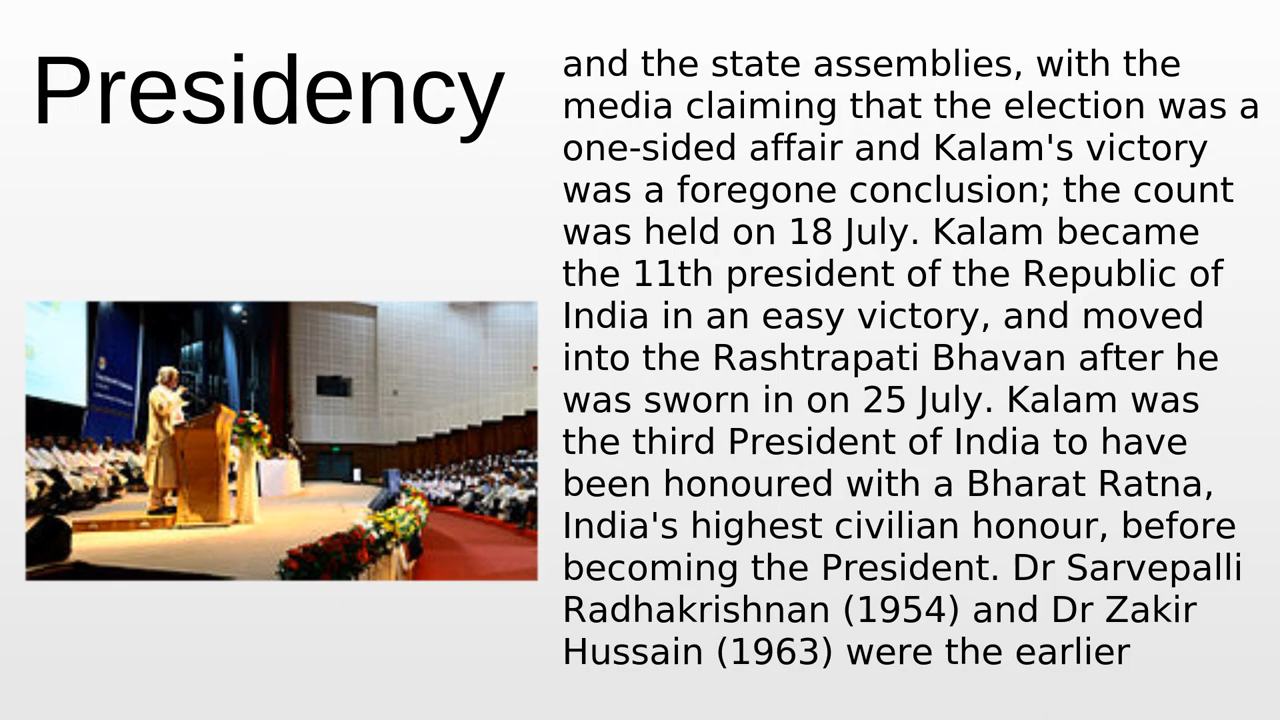 Presidency
and the state assemblies, with the
media claiming that the election was a
one-sided affair and Kalam's victory
was a foregone conclusion; the count
was held on 18 July. Kalam became
the 11th president of the Republic of
India in an easy victory, and moved
into the Rashtrapati Bhavan after he
was sworn in on 25 July. Kalam was
the third President of India to have
been honoured with a Bharat Ratna,
India's highest civilian honour, before
becoming the President. Dr Sarvepalli
Radhakrishnan (1954) and Dr Zakir
Hussain (1963) were the earlier